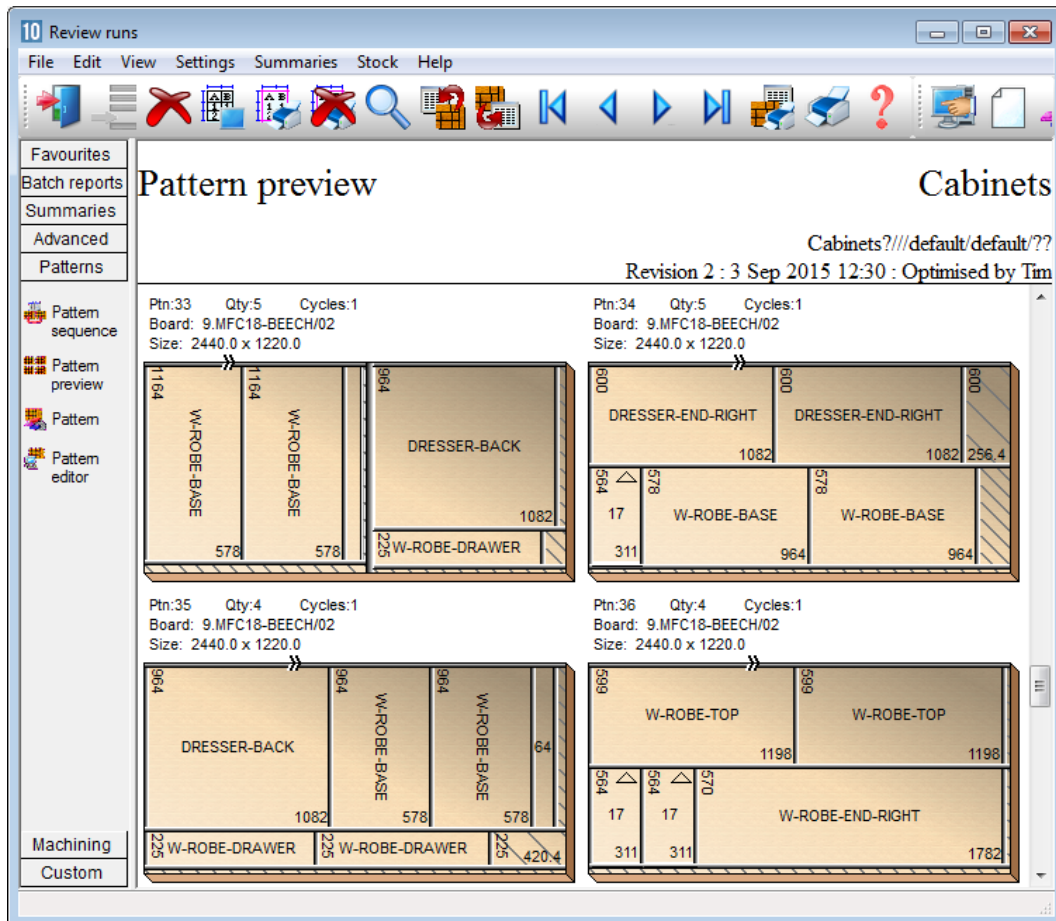 10 Review runs
File Edit View Settings Summaries Stock Help
Favourites
Batch reports
Summaries
Advanced
Patterns
Pattern
sequence
Pattern
preview
Pattern
Pattern
editor
Machining
Custom
Pattern preview Cabinets
Cabinets?///default/default/??
Revision 2 : 3 Sep 2015 12:30 : Optimised by Tim
Ptn:33 Qty:5 Cycles:1
Board: 9.MFC18-BEECH/02
Size: 2440.0 x 1220.0
1164
W-ROBE-BASE
578
1164
W-ROBE-BASE
578
964
DRESSER-BACK
1082
225
W-ROBE-DRAWER
Ptn:34 Qty:5 Cycles:1
Board: 9.MFC18-BEECH/02
Size: 2440.0 x 1220.0
600
DRESSER-END-RIGHT
1082
600
DRESSER-END-RIGHT
1082
600
256.4
564
17
311
578
W-ROBE-BASE
964
578
W-ROBE-BASE
964
Ptn:35 Qty:4 Cycles:1
Board: 9.MFC18-BEECH/02
Size: 2440.0 x 1220.0
964
DRESSER-BACK
1082
964
W-ROBE-BASE
578
964
W-ROBE-BASE
578
64
225
W-ROBE-DRAWER
225
W-ROBE-DRAWER
225
420.4
Ptn:36 Qty:4 Cycles:1
Board: 9.MFC18-BEECH/02
Size: 2440.0 x 1220.0
599
W-ROBE-TOP
1198
599
W-ROBE-TOP
1198
564
17
311
564
17
311
570
W-ROBE-END-RIGHT
1782